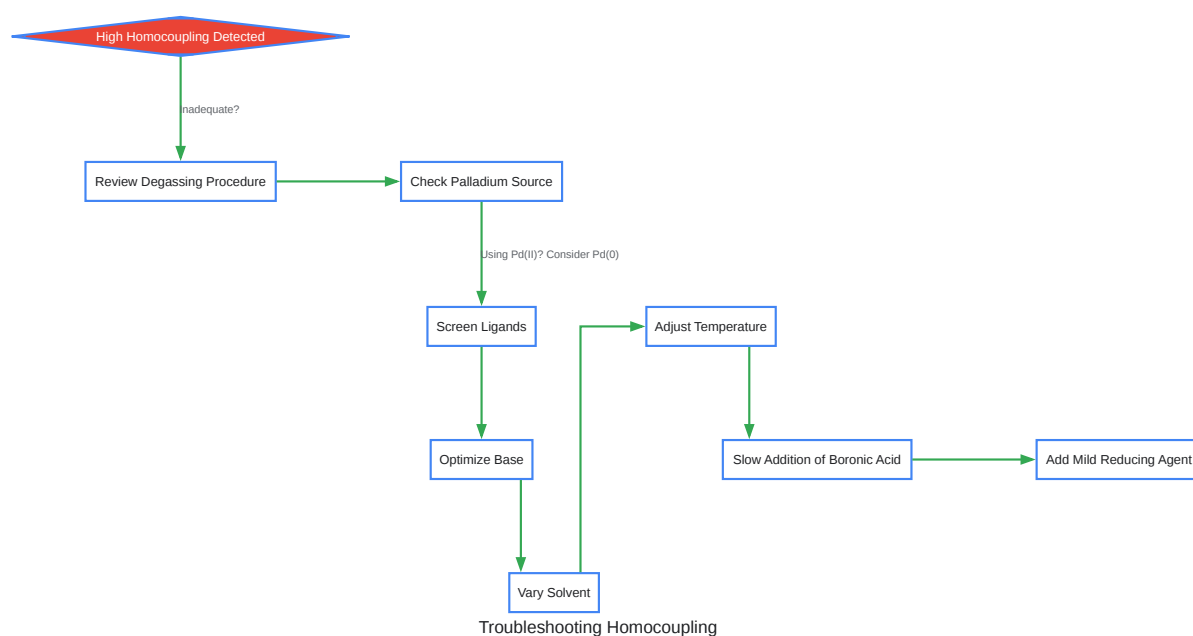 High Homocoupling Detected
Inadequate?
Review Degassing Procedure
Check Palladium Source
Using Pd(II)? Consider Pd(0)
Screen Ligands
Adjust Temperature
Optimize Base
Slow Addition of Boronic Acid
Add Mild Reducing Agent
Vary Solvent
Troubleshooting Homocoupling